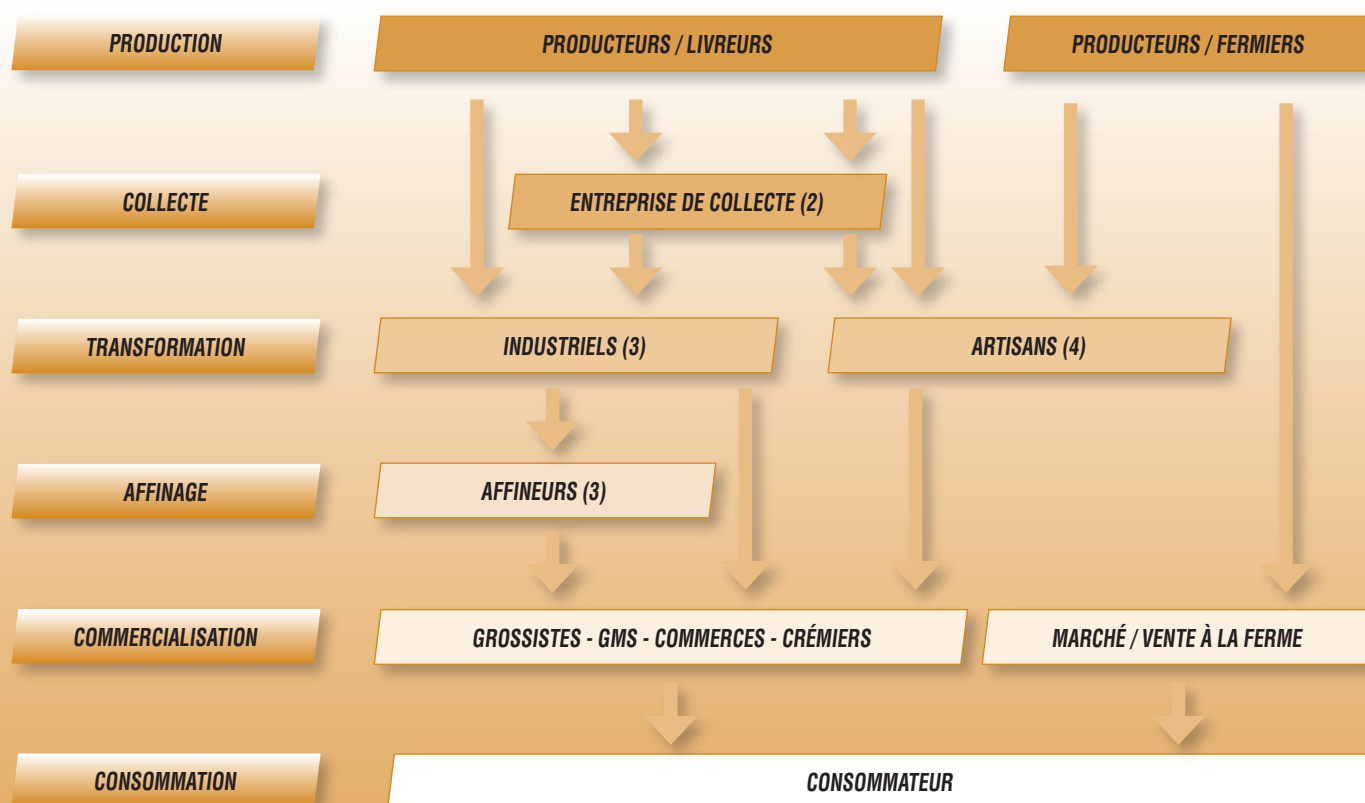 PRODUCTION
PRODUCTEURS / LIVREURS
PRODUCTEURS / FERMIERS
COLLECTE
ENTREPRISE DE COLLECTE (2)
TRANSFORMATION
INDUSTRIELS (3)
ARTISANS (4)
AFFINAGE
AFFINEURS (3)
COMMERCIALISATION
GROSSISTES - GMS - COMMERCES - CRÉMIERS
MARCHÉ / VENTE À LA FERME
CONSOMMATION
CONSOMMATEUR